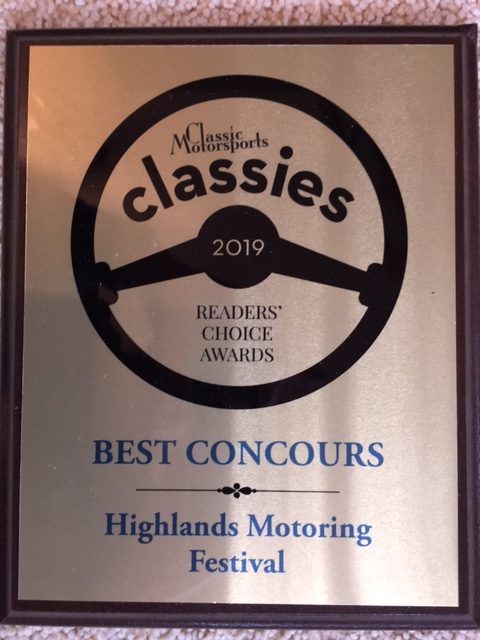 Classic
Motorsports
classies
2019
READERS'
CHOICE
AWARDS
BEST CONCOURS
Highlands Motoring
Festival